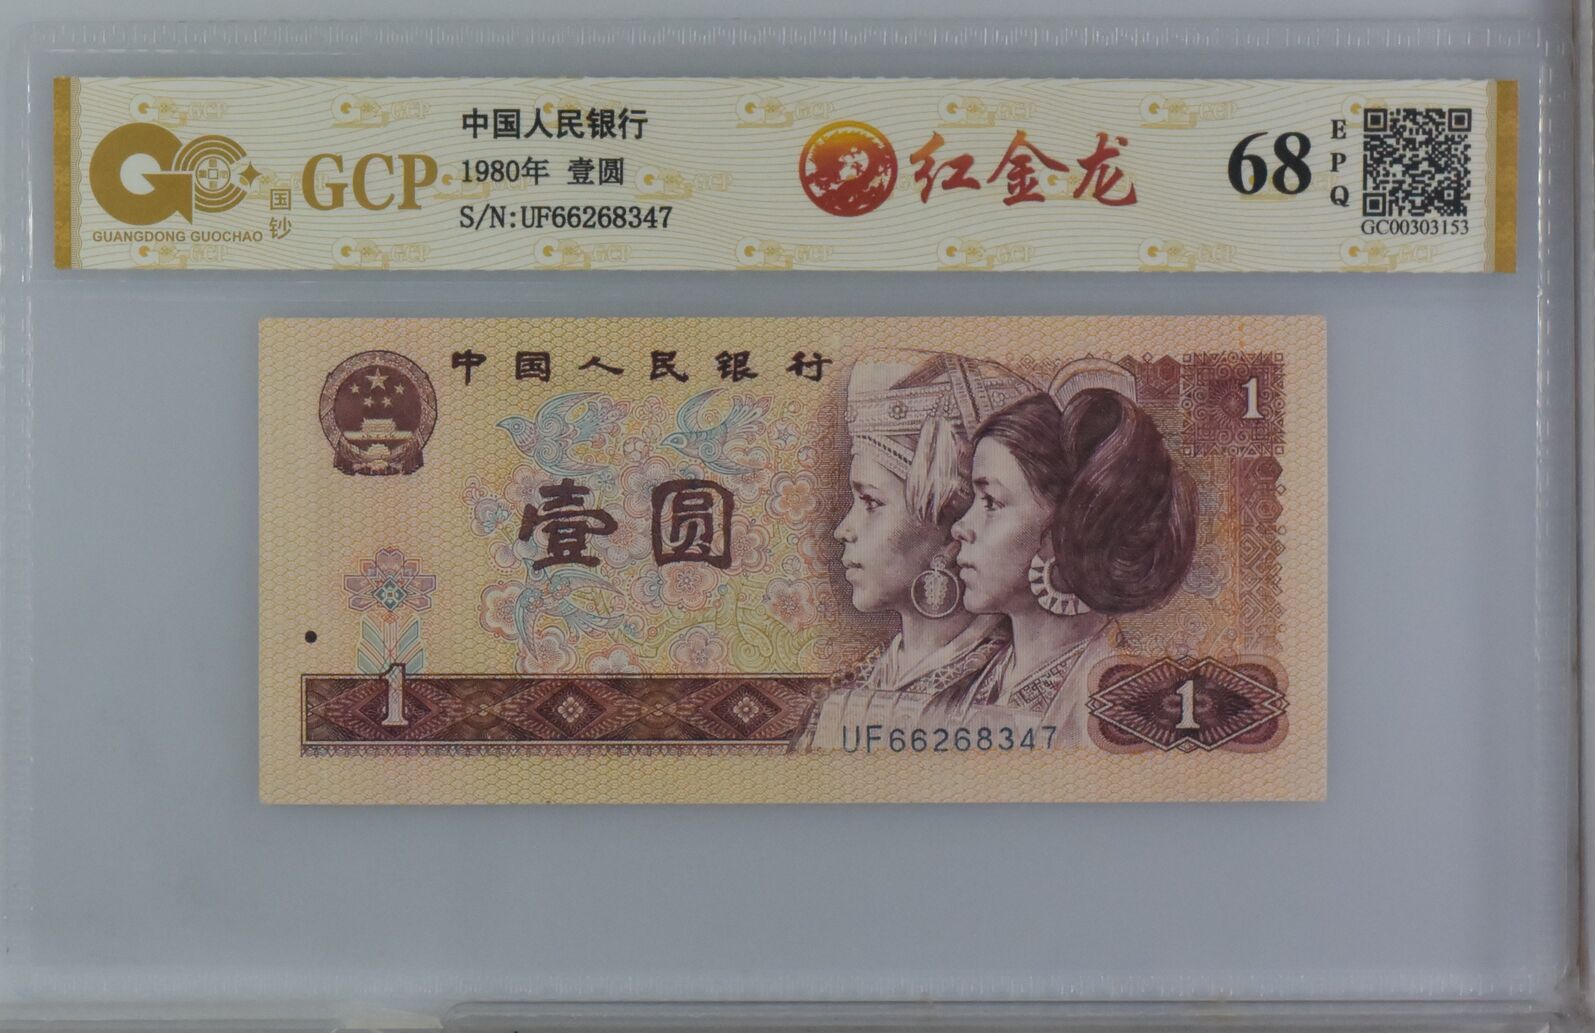 GUANGDONG GUOCHAO
国钞
GCP
中国人民银行
1980年 壹圆
S/N:UF66268347
红金龙
68
EPQ
GC00303153
中国人民银行
1
壹圆
1
1
UF66268347